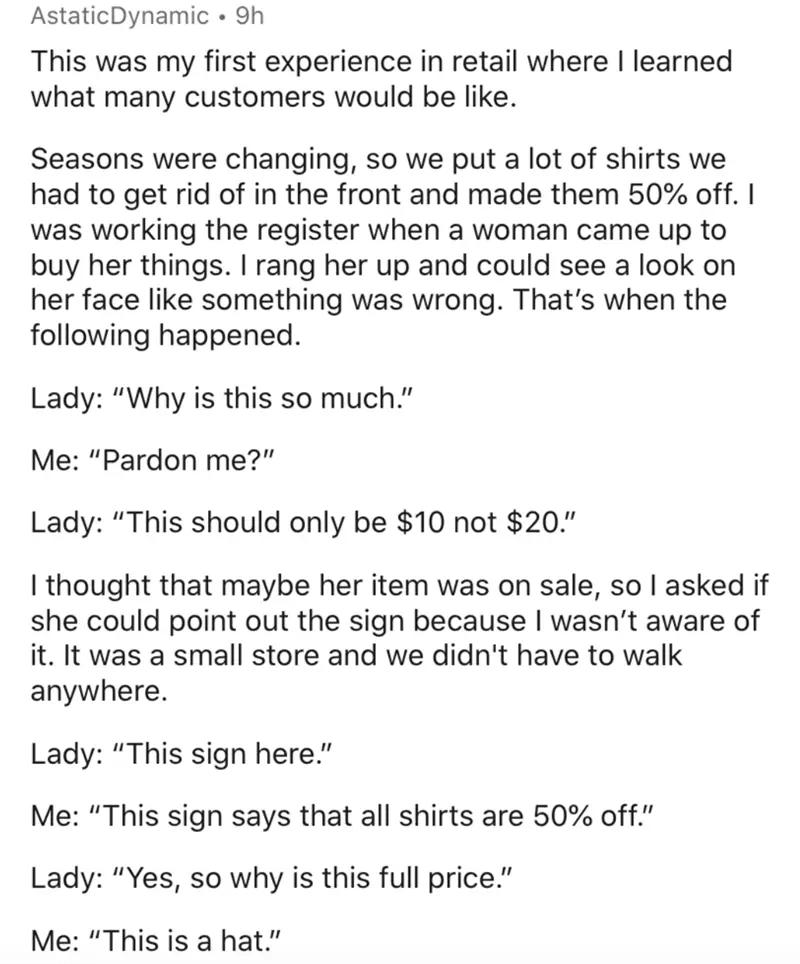 AstaticDynamic • 9h
This was my first experience in retail where I learned
what many customers would be like.
Seasons were changing, so we put a lot of shirts we
had to get rid of in the front and made them 50% off. I
was working the register when a woman came up to
buy her things. I rang her up and could see a look on
her face like something was wrong. That’s when the
following happened.
Lady: “Why is this so much.”
Me: “Pardon me?”
Lady: “This should only be $10 not $20.”
I thought that maybe her item was on sale, so I asked if
she could point out the sign because I wasn’t aware of
it. It was a small store and we didn't have to walk
anywhere.
Lady: “This sign here.”
Me: “This sign says that all shirts are 50% off.”
Lady: “Yes, so why is this full price.”
Me: “This is a hat.”